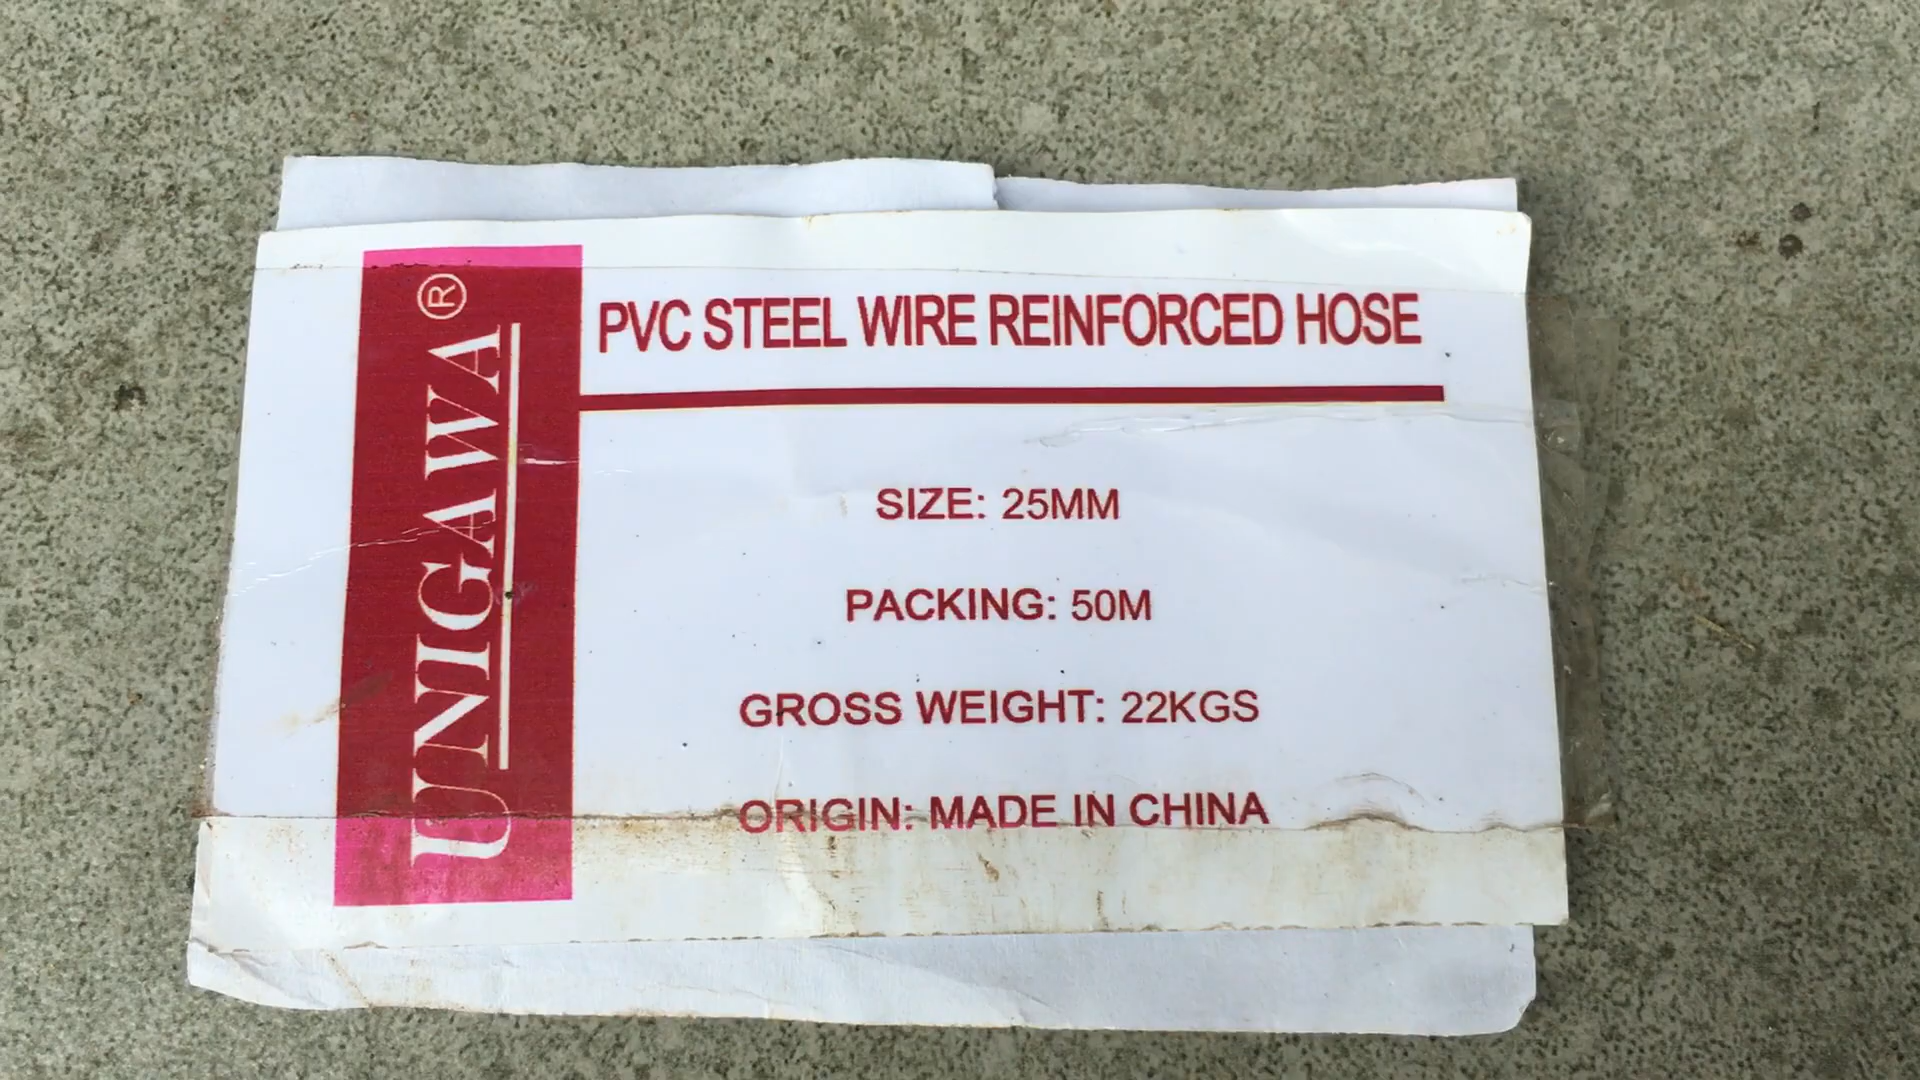 UNIGAWA®
PVC STEEL WIRE REINFORCED HOSE
SIZE: 25MM
PACKING: 50M
GROSS WEIGHT: 22KGS
ORIGIN: MADE IN CHINA